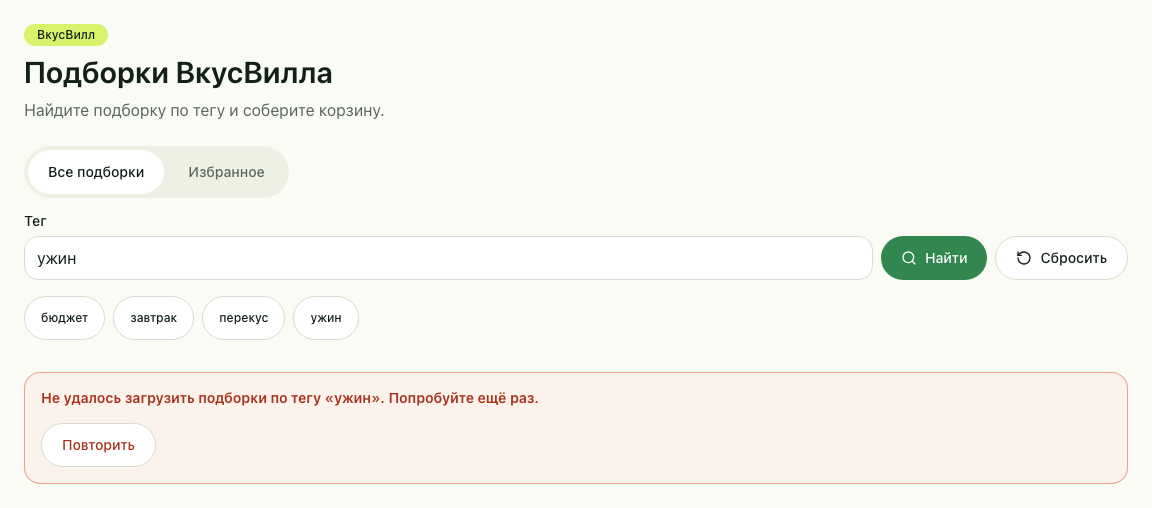 ВкусВилл
Подборки ВкусВилла
Найдите подборку по тегу и соберите корзину.
Все подборки
Избранное
Тег
ужин
Найти
Сбросить
бюджет
завтрак
перекус
ужин
Не удалось загрузить подборки по тегу «ужин». Попробуйте ещё раз.
Повторить